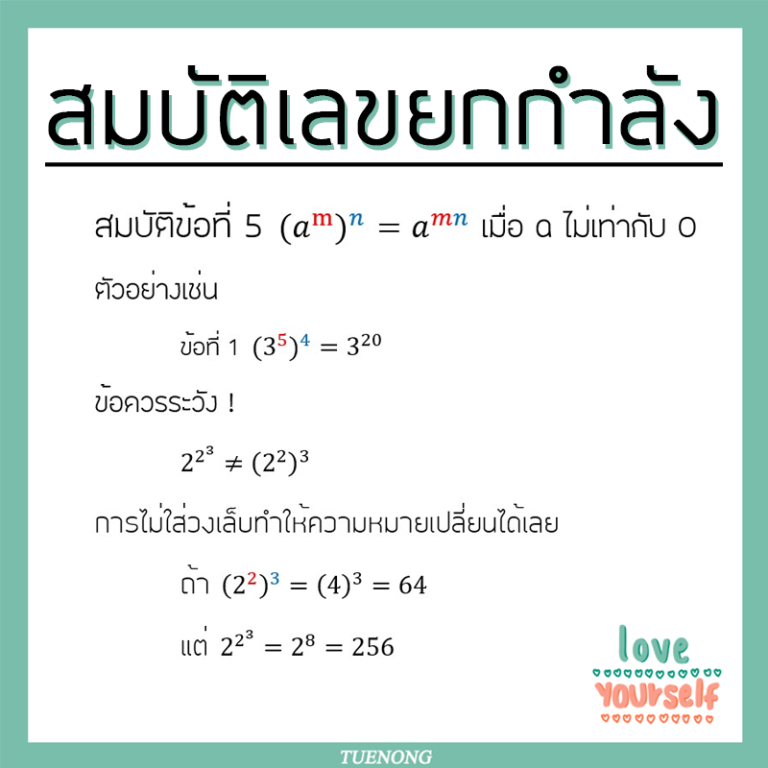 สมบัติเลขยกกำลัง
สมบัติข้อที่ 5 (aᵐ)ⁿ = aᵐⁿ เมื่อ a ไม่เท่ากับ 0
ตัวอย่างเช่น
ข้อที่ 1 (3⁵)⁴ = 3²⁰
ข้อควรระวัง !
2^{2^3} ≠ (2²)³
การไม่ใส่วงเล็บทำให้ความหมายเปลี่ยนได้เลย
ถ้า (2²)³ = (4)³ = 64
แต่ 2^{2^3} = 2⁸ = 256
love
yourself
TUENONG